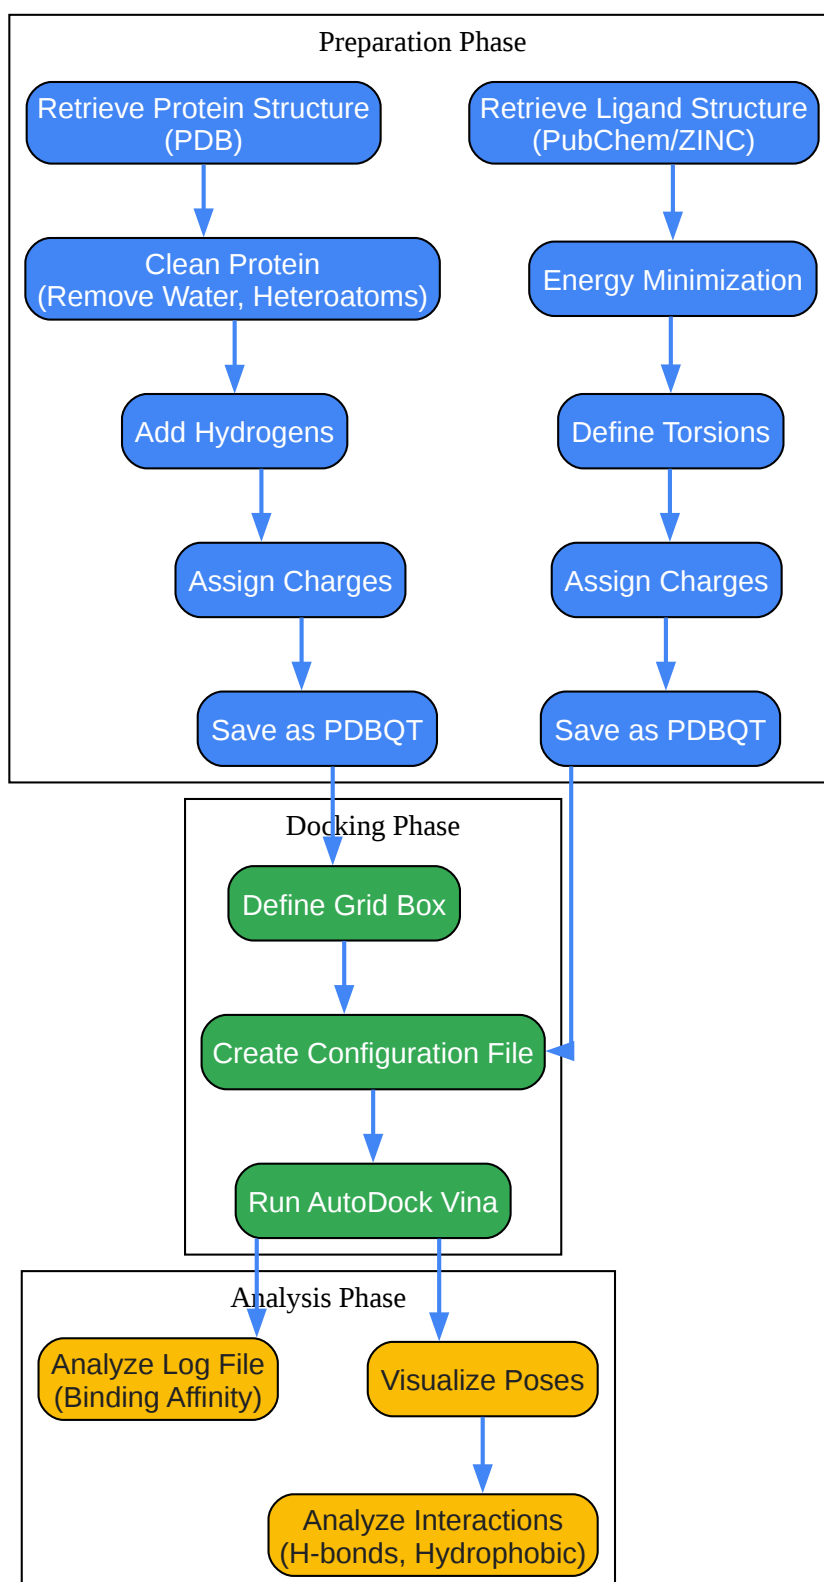 Preparation Phase
Retrieve Protein Structure
(PDB)
Retrieve Ligand Structure
(PubChem/ZINC)
Clean Protein
(Remove Water, Heteroatoms)
Energy Minimization
Add Hydrogens
Define Torsions
Assign Charges
Assign Charges
Save as PDBQT
Save as PDBQT
Docking Phase
Define Grid Box
Create Configuration File
Run AutoDock Vina
Analysis Phase
Analyze Log File
(Binding Affinity)
Visualize Poses
Analyze Interactions
(H-bonds, Hydrophobic)